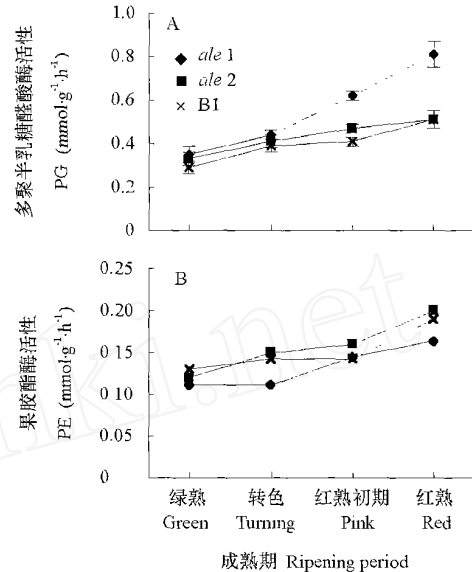 多聚半乳糖醛酸酶活性
PG (mmol·g⁻¹·h⁻¹)
1.0
0.8
0.6
0.4
0.2
0
A
ale 1
ale 2
B1
果胶酯酶活性
PE (mmol·g⁻¹·h⁻¹)
0.25
0.20
0.15
0.10
0.05
0
B
绿熟 转色 红熟初期 红熟
Green Turning Pink Red
成熟期 Ripening period